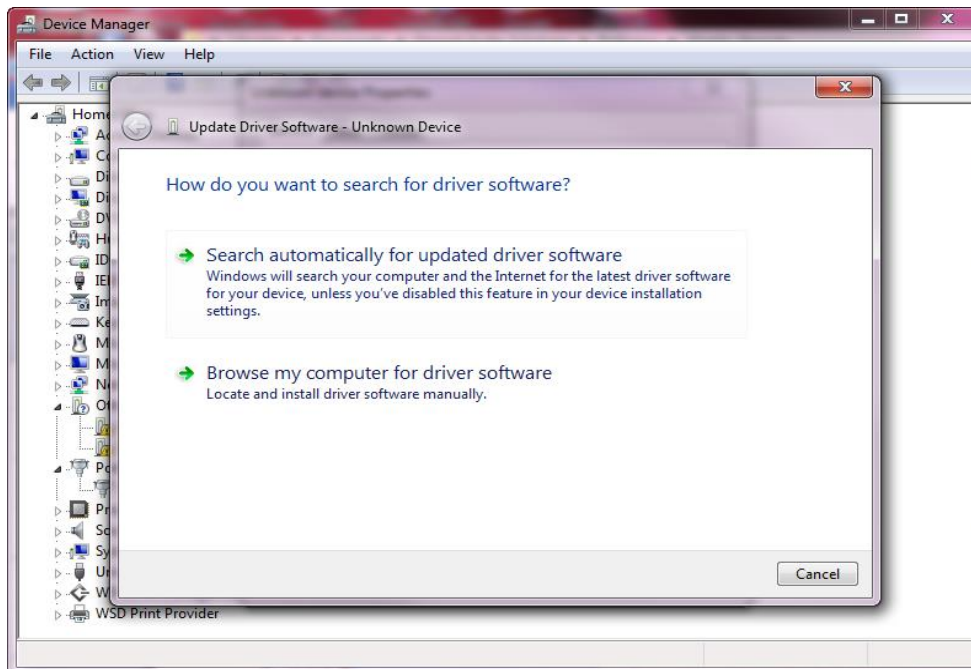 Device Manager
File Action View Help
Update Driver Software - Unknown Device
How do you want to search for driver software?
Search automatically for updated driver software
Windows will search your computer and the Internet for the latest driver software
for your device, unless you've disabled this feature in your device installation
settings.
Browse my computer for driver software
Locate and install driver software manually.
Cancel
WSD Print Provider